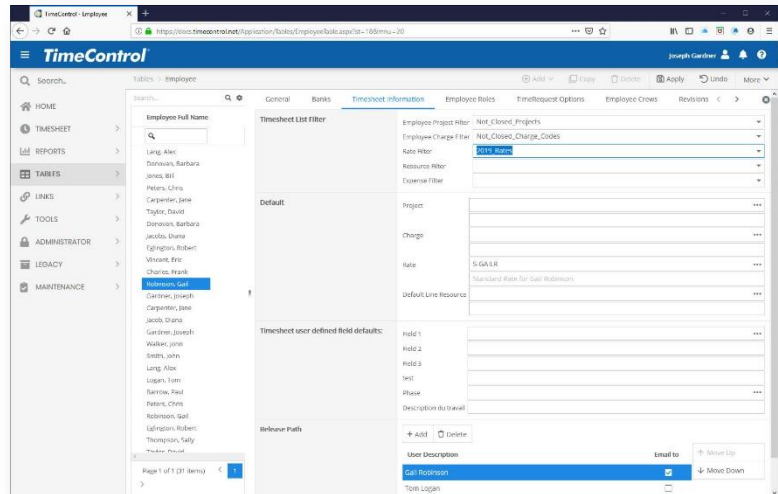 TimeControl - Employee
https://docs.timecontrol.net/Application/Tables/EmployeeTable.aspx?st=18&mnu=20
TimeControl
Joseph Gardner
Search...
Tables > Employee
Add
Copy
Delete
Apply
Undo
More
HOME
TIMESHEET
REPORTS
TABLES
LINKS
TOOLS
ADMINISTRATOR
LEGACY
MAINTENANCE
Search...
Employee Full Name
Lang, Alec
Donovan, Barbara
Jones, Bill
Peters, Chris
Carpenter, Jane
Taylor, David
Donovan, Barbara
Jacobs, Diana
Eglington, Robert
Vincent, Eric
Charles, Frank
Robinson, Gail
Gardner, Joseph
Carpenter, Jane
Jacob, Diana
Gardner, Joseph
Walker, John
Smith, John
Lang, Alex
Logan, Tom
Barrow, Paul
Peters, Chris
Robinson, Gail
Eglington, Robert
Thompson, Sally
Taylor, David
Page 1 of 1 (31 items)
1
General
Banks
Timesheet Information
Employee Roles
TimeRequest Options
Employee Crews
Revisions
Timesheet List Filter
Employee Project Filter Not_Closed_Projects
Employee Charge Filter Not_Closed_Charge_Codes
Rate Filter 2019_Rates
Resource Filter
Expense Filter
Default
Project
Charge
Rate S.GAILR
Standard Rate for Gail Robinson
Default Line Resource
Timesheet user defined field defaults:
Field 1
Field 2
Field 3
test
Phase
Description du travail
Release Path
+ Add Delete
User Description Email to
Gail Robinson
Tom Logan
Move Up
Move Down